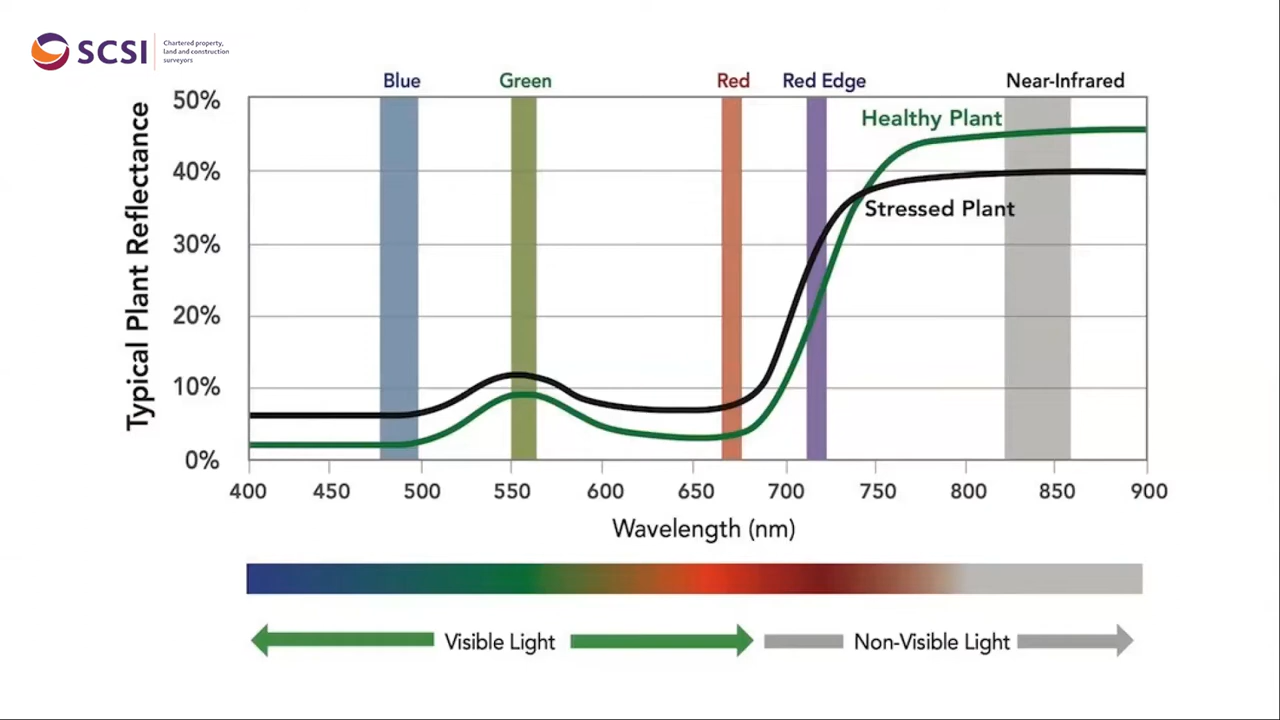 SCSI
Chartered property,
land and construction
surveyors
Blue
Green
Red
Red Edge
Near-Infrared
Typical Plant Reflectance
50%
40%
30%
20%
10%
0%
Healthy Plant
Stressed Plant
400 450 500 550 600 650 700 750 800 850 900
Wavelength (nm)
Visible Light
Non-Visible Light